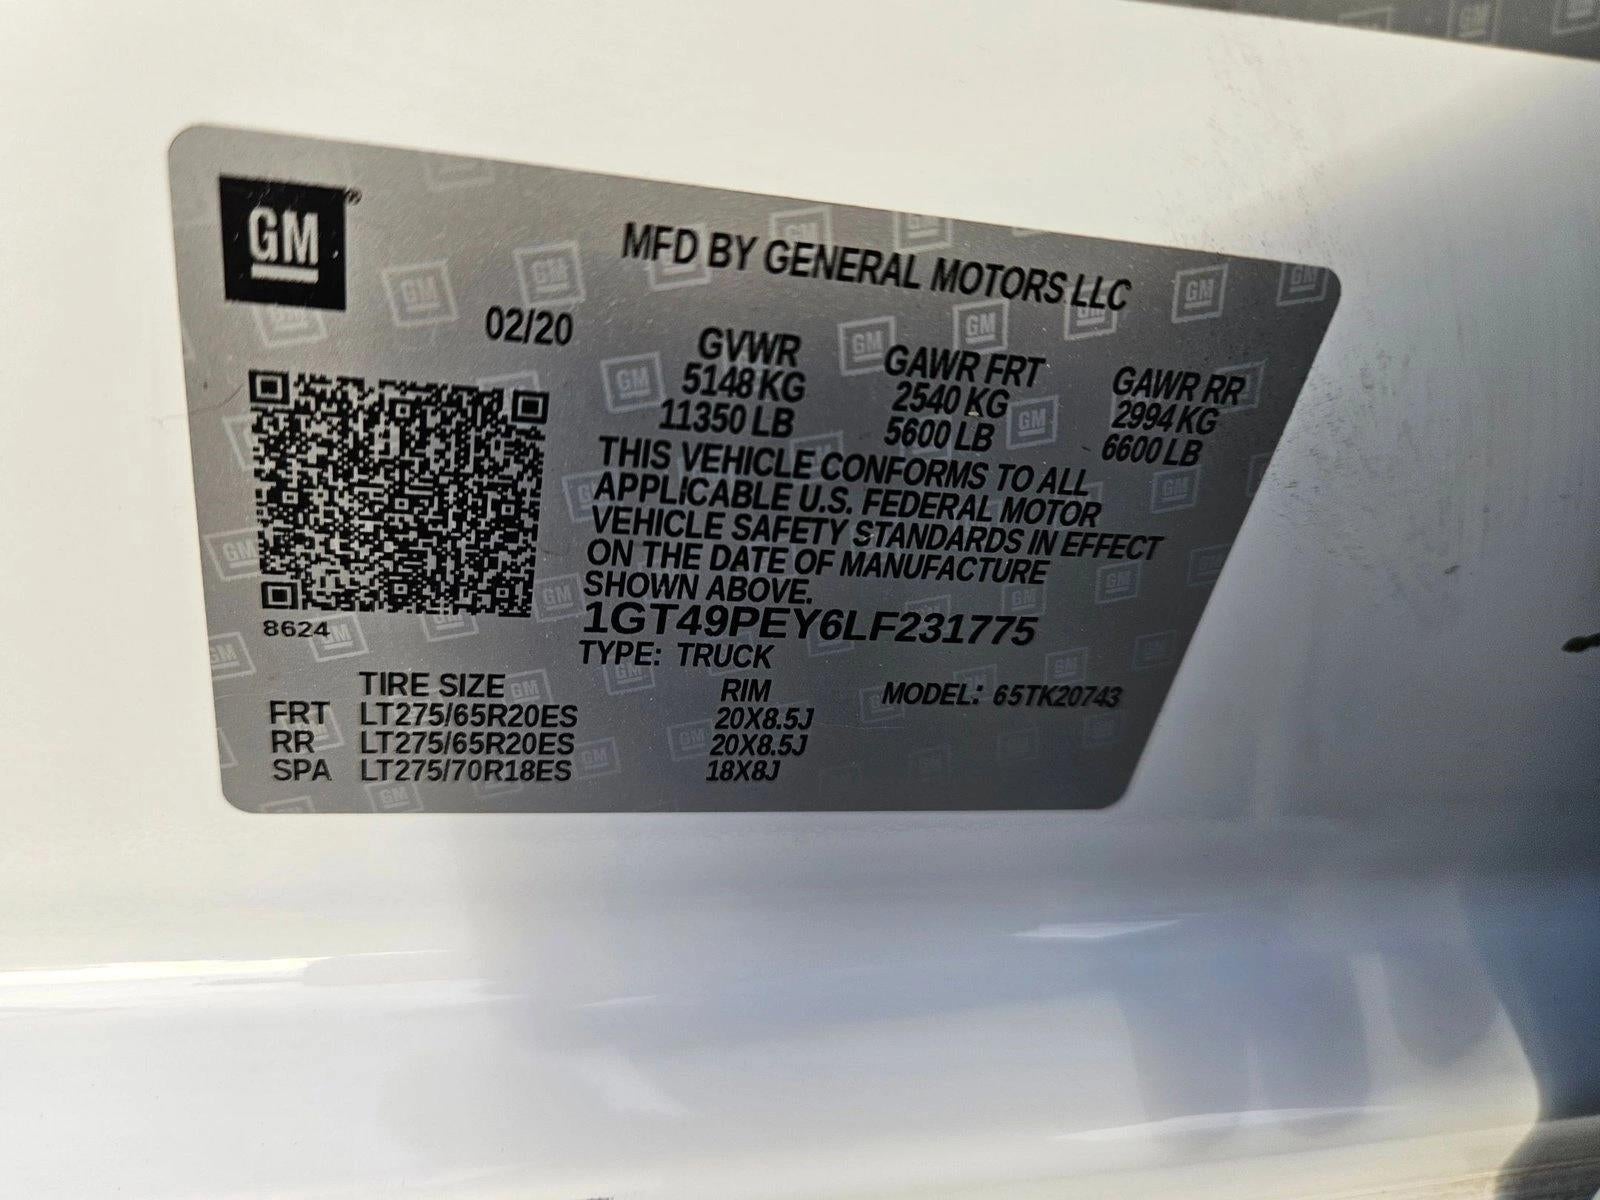 GM®
MFD BY GENERAL MOTORS LLC
02/20
GVWR GAWR FRT GAWR RR
5148 KG 2540 KG 2994 KG
11350 LB 5600 LB 6600 LB
THIS VEHICLE CONFORMS TO ALL
APPLICABLE U.S. FEDERAL MOTOR
VEHICLE SAFETY STANDARDS IN EFFECT
ON THE DATE OF MANUFACTURE
SHOWN ABOVE.
8624
1GT49PEY6LF231775
TYPE: TRUCK
TIRE SIZE RIM MODEL: 65TK20743
FRT LT275/65R20ES 20X8.5J
RR LT275/65R20ES 20X8.5J
SPA LT275/70R18ES 18X8J